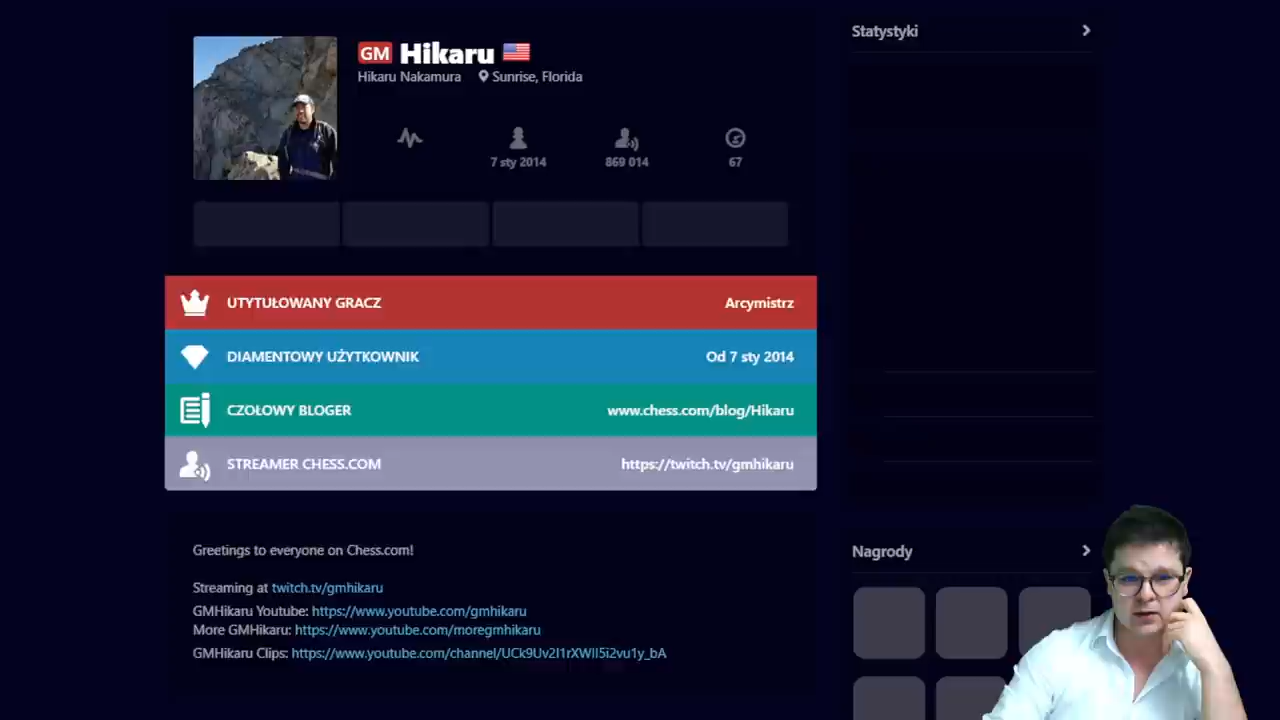 GM Hikaru
Hikaru Nakamura Sunrise, Florida
7 sty 2014 869 014 67
UTYTUŁOWANY GRACZ Arcymistrz
DIAMENTOWY UŻYTKOWNIK Od 7 sty 2014
CZOŁOWY BLOGER www.chess.com/blog/Hikaru
STREAMER CHESS.COM https://twitch.tv/gmhikaru
Greetings to everyone on Chess.com!
Streaming at twitch.tv/gmhikaru
GMHikaru Youtube: https://www.youtube.com/gmhikaru
More GMHikaru: https://www.youtube.com/moregmhikaru
GMHikaru Clips: https://www.youtube.com/channel/UCk9Uv2I1rXWlI5i2vu1y_bA
Statystyki
Nagrody